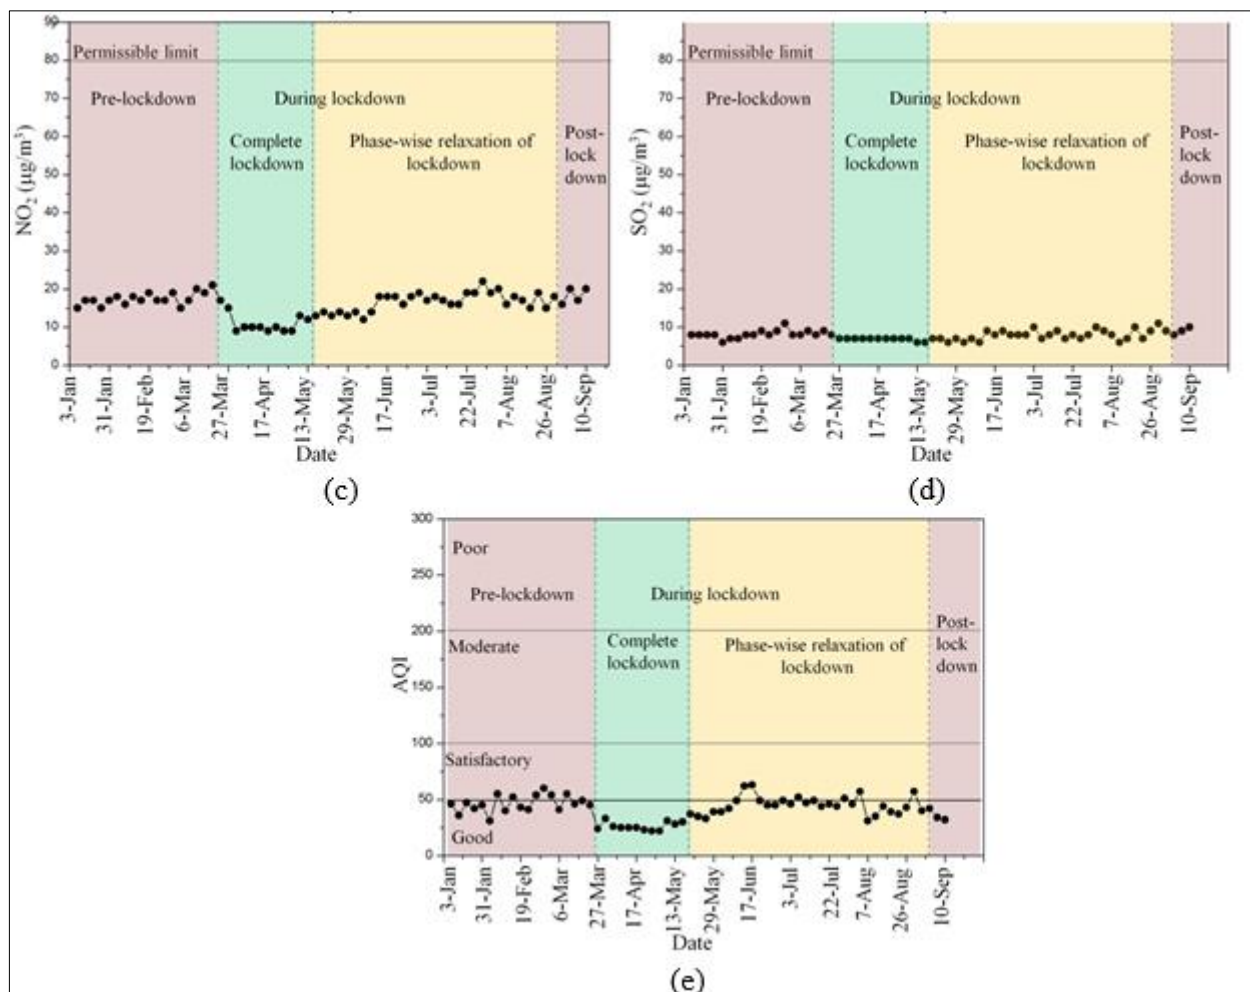 90
80
70
60
50
40
30
20
10
0
NO2 (µg/m3)
Permissible limit
Pre-lockdown
During lockdown
Complete
lockdown
Phase-wise relaxation of
lockdown
Post-
lock
down
3-Jan
31-Jan
19-Feb
6-Mar
27-Mar
17-Apr
13-May
29-May
17-Jun
3-Jul
22-Jul
7-Aug
26-Aug
10-Sep
Date
(c)
80
70
60
50
40
30
20
10
0
SO2 (µg/m3)
Permissible limit
Pre-lockdown
During lockdown
Complete
lockdown
Phase-wise relaxation of
lockdown
Post-
lock
down
3-Jan
31-Jan
19-Feb
6-Mar
27-Mar
17-Apr
13-May
29-May
17-Jun
3-Jul
22-Jul
7-Aug
26-Aug
10-Sep
Date
(d)
300
250
200
150
100
50
0
AQI
Poor
Pre-lockdown
During lockdown
Moderate
Complete
lockdown
Phase-wise relaxation of
lockdown
Post-
lock
down
Satisfactory
Good
3-Jan
31-Jan
19-Feb
6-Mar
27-Mar
17-Apr
13-May
29-May
17-Jun
3-Jul
22-Jul
7-Aug
26-Aug
10-Sep
Date
(e)